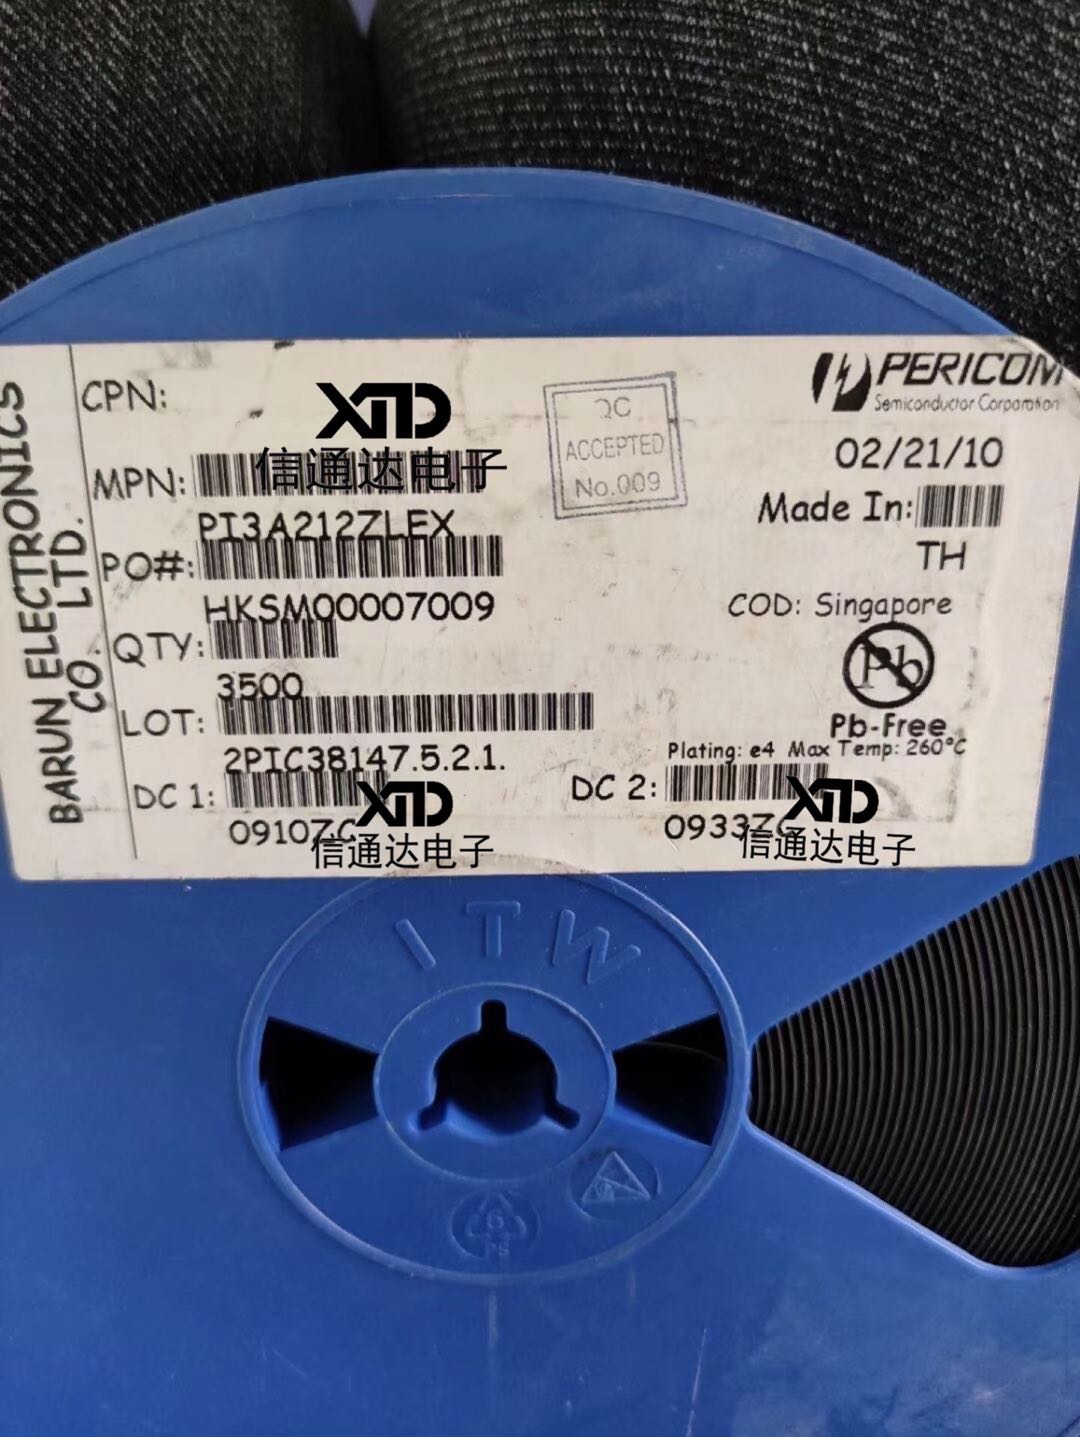 BARUN ELECTRONICS
CO. LTD.
CPN:
XTD
信通达电子
MPN:
PI3A212ZLEX
PO#:
HKSM00007009
QTY:
3500
LOT:
2PIC38147.5.2.1.
DC 1:
0910ZC
XTD
信通达电子
ACCEPTED
No.009
PERICOM
Semiconductor Corporation
02/21/10
Made In:
TH
COD: Singapore
Pb
Pb-Free
Plating: e4 Max Temp: 260°C
DC 2:
XTD
信通达电子
ITW
6
PS